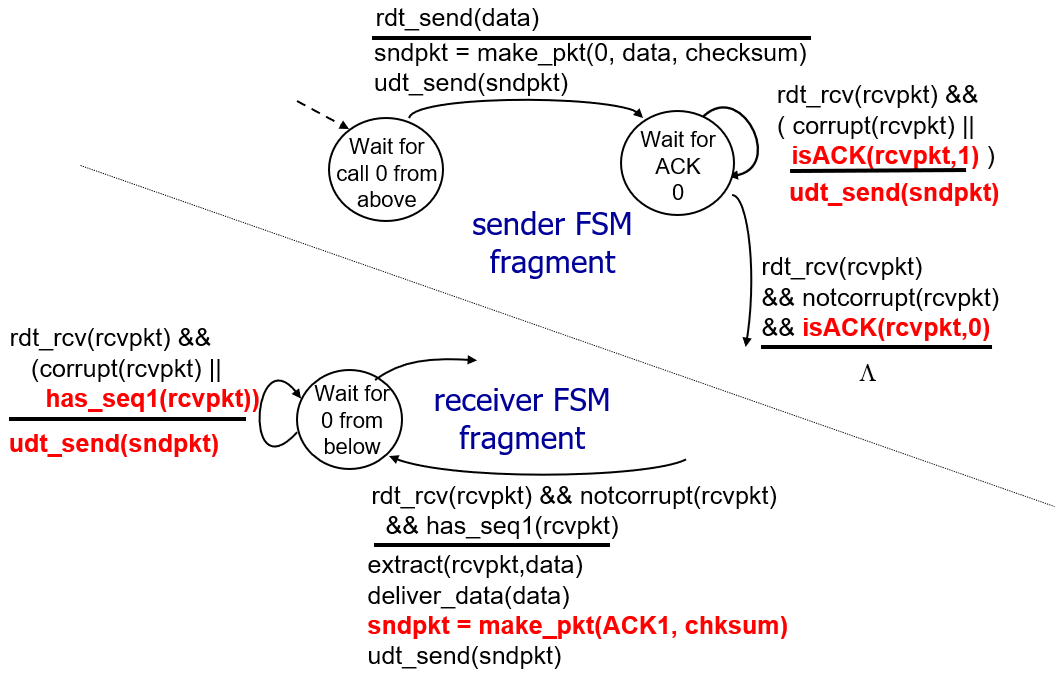 rdt_send(data)
sndpkt = make_pkt(0, data, checksum)
udt_send(sndpkt)
Wait for
call 0 from
above
Wait for
ACK
0
rdt_rcv(rcvpkt) &&
( corrupt(rcvpkt) ||
isACK(rcvpkt,1) )
udt_send(sndpkt)
sender FSM
fragment
rdt_rcv(rcvpkt)
&& notcorrupt(rcvpkt)
&& isACK(rcvpkt,0)
Λ
rdt_rcv(rcvpkt) &&
(corrupt(rcvpkt) ||
has_seq1(rcvpkt))
udt_send(sndpkt)
Wait for
0 from
below
receiver FSM
fragment
rdt_rcv(rcvpkt) && notcorrupt(rcvpkt)
&& has_seq1(rcvpkt)
extract(rcvpkt,data)
deliver_data(data)
sndpkt = make_pkt(ACK1, chksum)
udt_send(sndpkt)